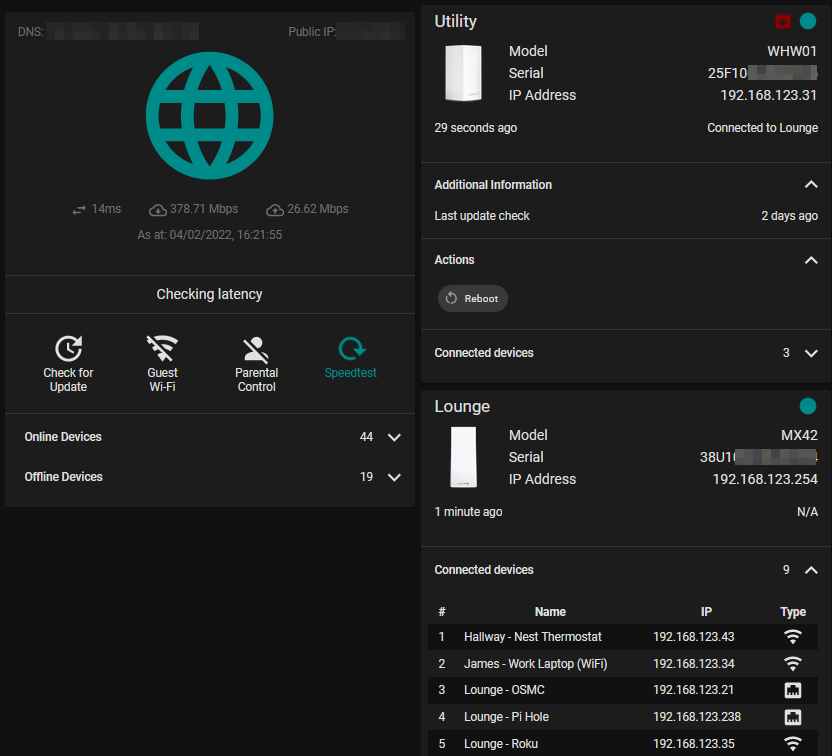 DNS:
Public IP:
14ms 378.71 Mbps 26.62 Mbps
As at: 04/02/2022, 16:21:55
Checking latency
Check for
Update
Guest
Wi-Fi
Parental
Control
Speedtest
Online Devices 44
Offline Devices 19
Utility
Model WHW01
Serial 25F10
IP Address 192.168.123.31
29 seconds ago Connected to Lounge
Additional Information
Last update check 2 days ago
Actions
Reboot
Connected devices 3
Lounge
Model MX42
Serial 38U1
IP Address 192.168.123.254
1 minute ago N/A
Connected devices 9
# Name IP Type
1 Hallway - Nest Thermostat 192.168.123.43
2 James - Work Laptop (WiFi) 192.168.123.34
3 Lounge - OSMC 192.168.123.21
4 Lounge - Pi Hole 192.168.123.238
5 Lounge - Roku 192.168.123.35